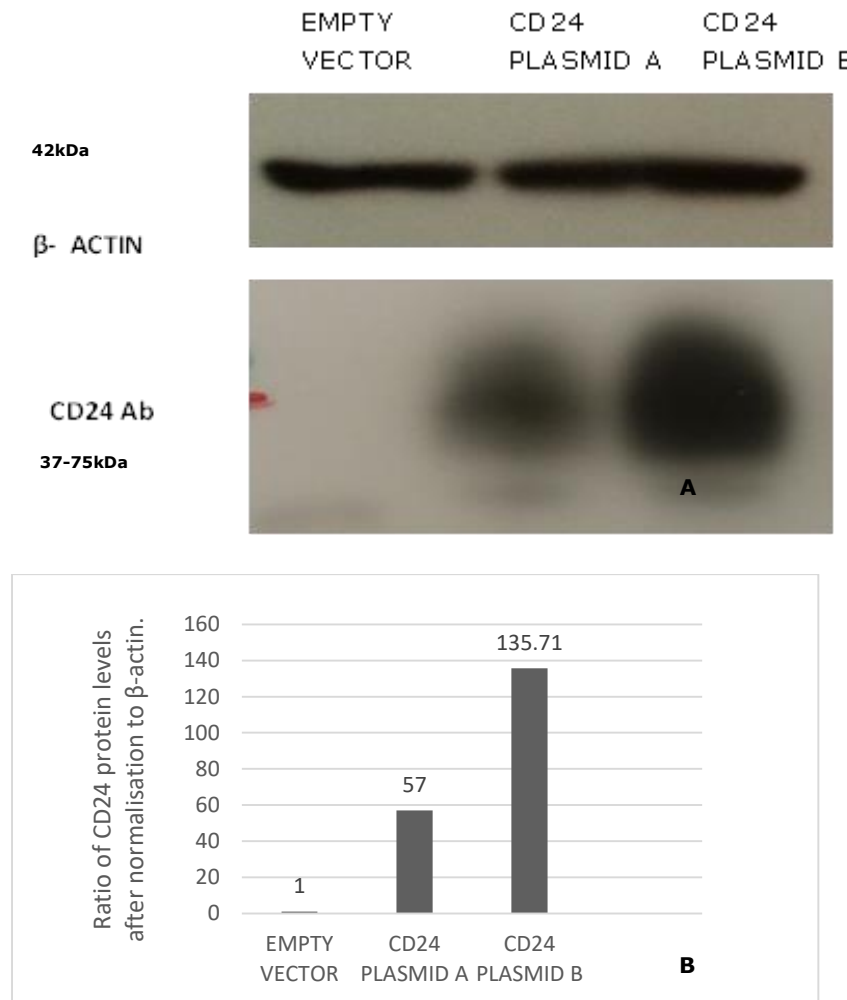 EMPTY
VECTOR
CD24
PLASMID A
CD24
PLASMID B
42kDa
β- ACTIN
CD24 Ab
37-75kDa
A
Ratio of CD24 protein levels
after normalisation to β-actin.
160
140
120
100
80
60
40
20
0
1
57
135.71
EMPTY
VECTOR
CD24
PLASMID A
CD24
PLASMID B
B